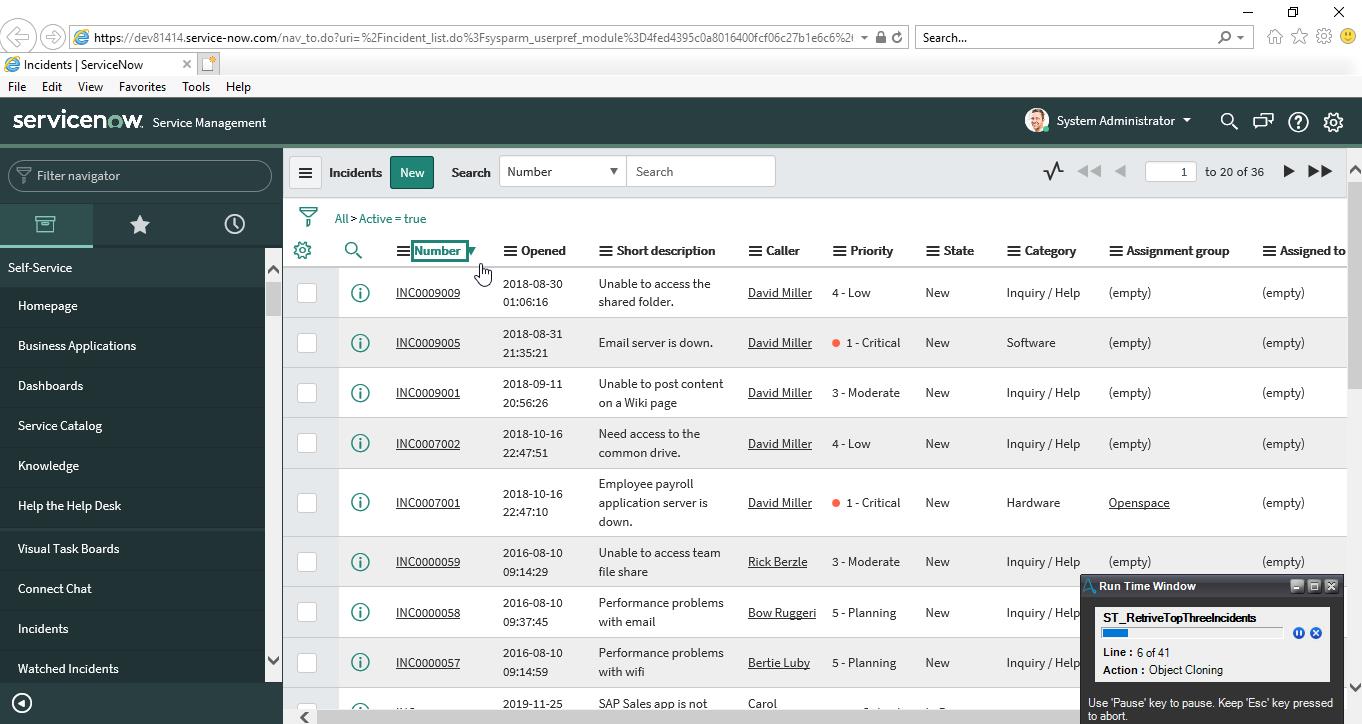 https://dev81414.service-now.com/nav_to.do?uri=%2Fincident_list.do%3Fsysparm_userpref_module%3D4fed4395c0a8016400fcf06c27b1e6c6%2
Search...
Incidents | ServiceNow
File Edit View Favorites Tools Help
servicenow. Service Management
System Administrator
Filter navigator
Incidents New Search Number Search
1 to 20 of 36
All > Active = true
Number Opened Short description Caller Priority State Category Assignment group Assigned to
Self-Service
Homepage
Business Applications
Dashboards
Service Catalog
Knowledge
Help the Help Desk
Visual Task Boards
Connect Chat
Incidents
Watched Incidents
INC0009009 2018-08-30 01:06:16 Unable to access the shared folder. David Miller 4 - Low New Inquiry / Help (empty) (empty)
INC0009005 2018-08-31 21:35:21 Email server is down. David Miller 1 - Critical New Software (empty) (empty)
INC0009001 2018-09-11 20:56:26 Unable to post content on a Wiki page David Miller 3 - Moderate New Inquiry / Help (empty) (empty)
INC0007002 2018-10-16 22:47:51 Need access to the common drive. David Miller 4 - Low New Inquiry / Help (empty) (empty)
INC0007001 2018-10-16 22:47:10 Employee payroll application server is down. David Miller 1 - Critical New Hardware Openspace (empty)
INC0000059 2016-08-10 09:14:29 Unable to access team file share Rick Berzle 3 - Moderate New Inquiry / Help (empty) (empty)
INC0000058 2016-08-10 09:37:45 Performance problems with email Bow Ruggeri 5 - Planning New Inquiry / Help
INC0000057 2016-08-10 09:14:59 Performance problems with wifi Bertie Luby 5 - Planning New Inquiry / Help
2019-11-25 SAP Sales app is not Carol
Run Time Window
ST_RetriveTopThreeIncidents
Line : 6 of 41
Action : Object Cloning
Use 'Pause' key to pause. Keep 'Esc' key pressed
to abort.